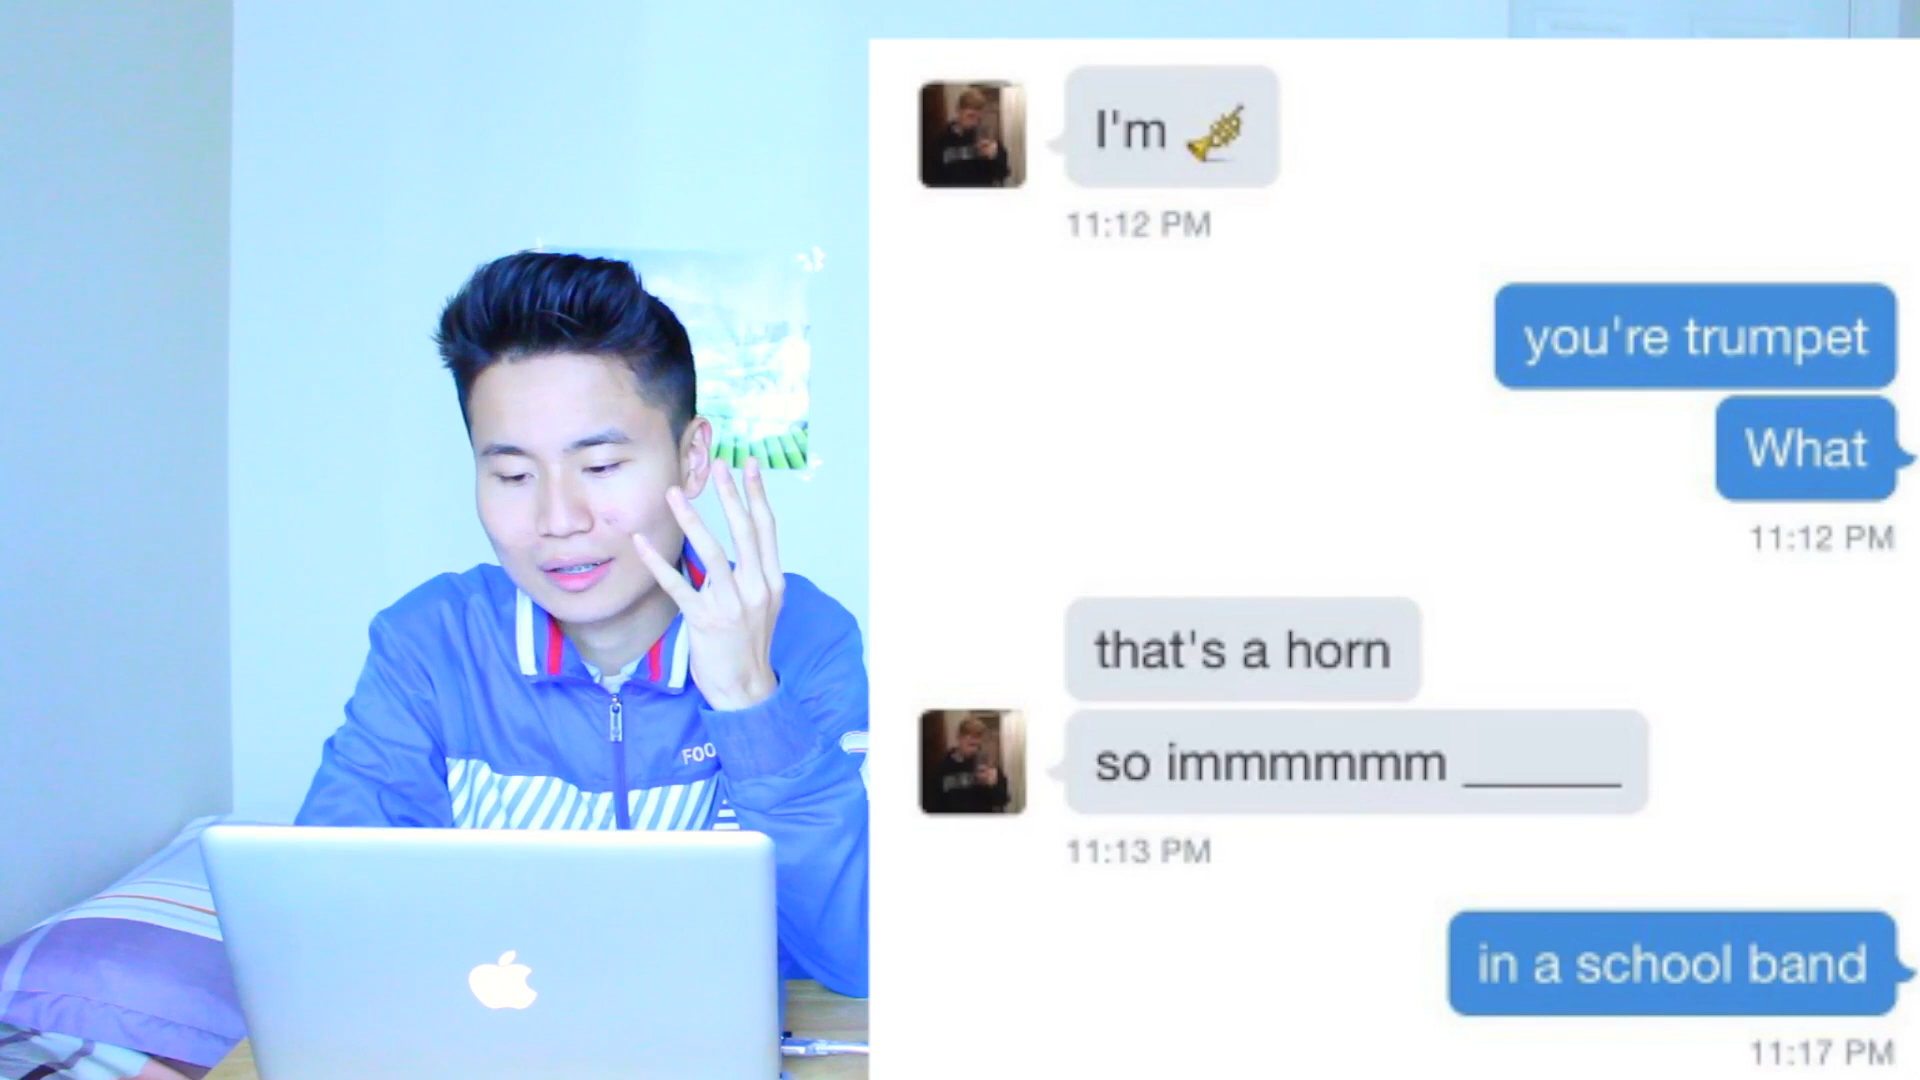 I'm 🎺
11:12 PM
you're trumpet
What
11:12 PM
that's a horn
so immmmmm ______
11:13 PM
in a school band
11:17 PM
FOO